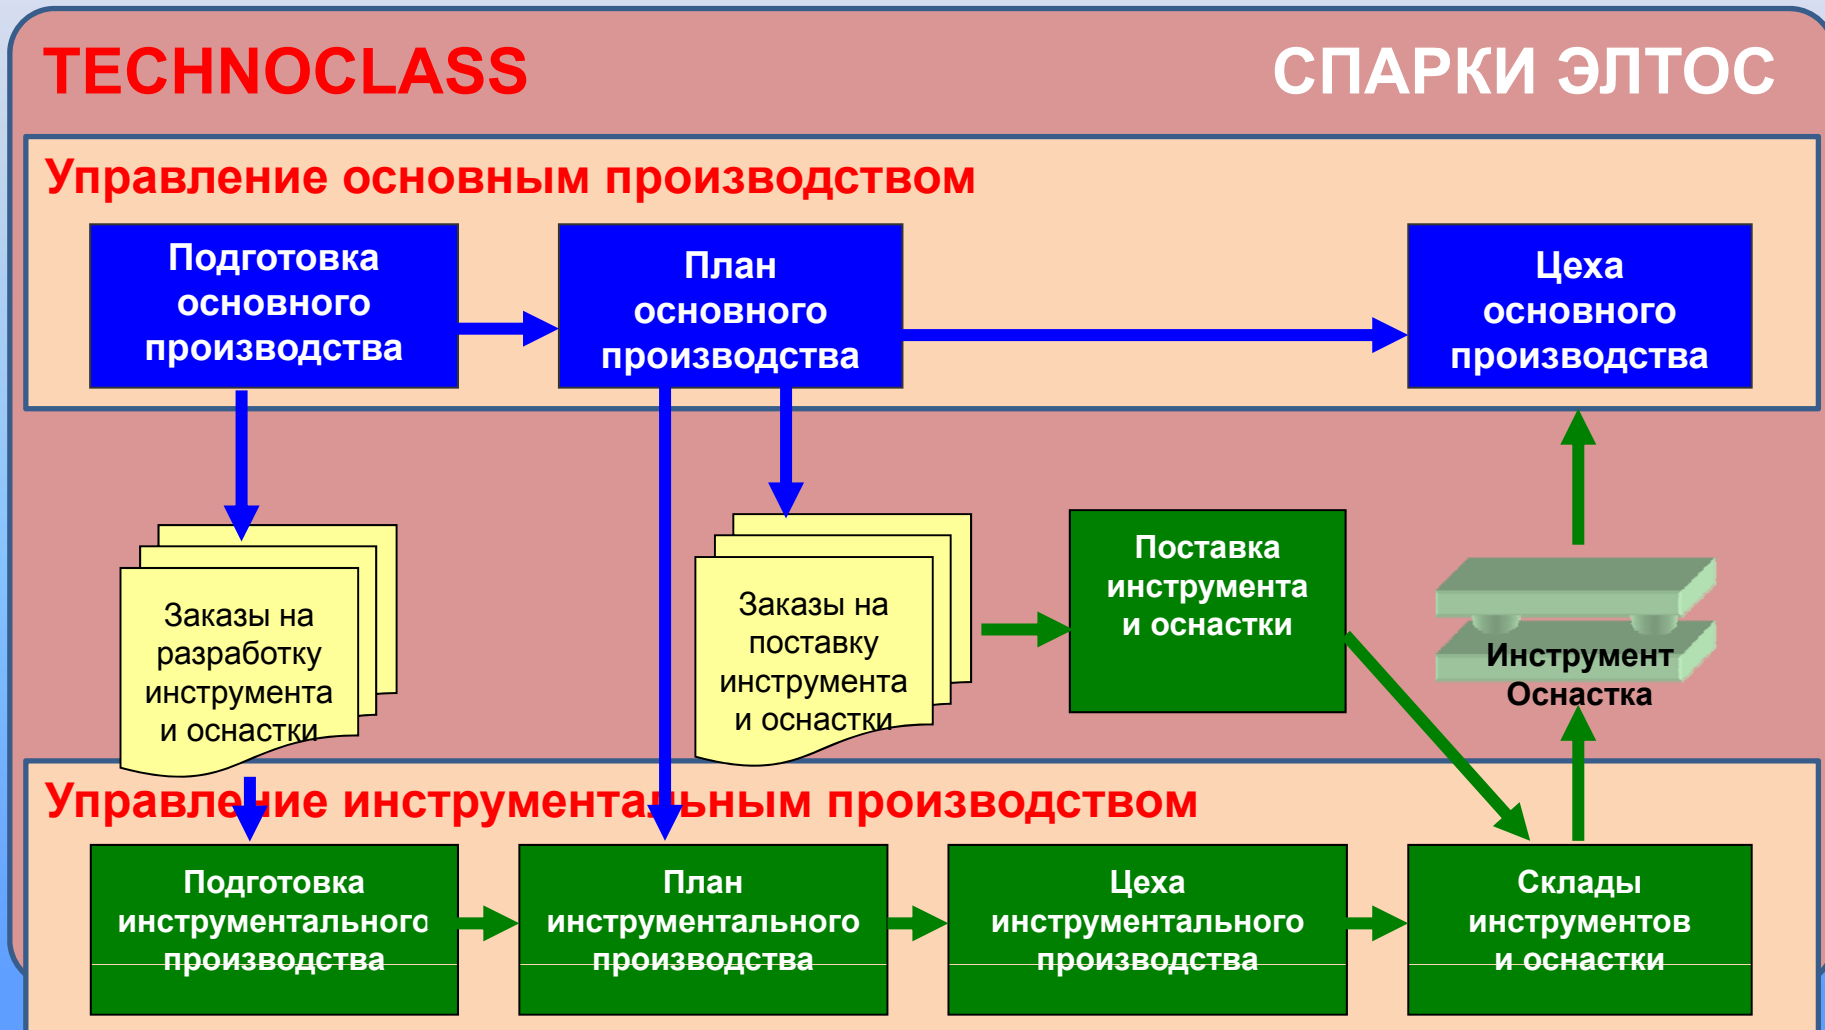 TECHNOCLASS
СПАРКИ ЭЛТОС
Управление основным производством
Подготовка
основного
производства
План
основного
производства
Цеха
основного
производства
Заказы на
разработку
инструмента
и оснастки
Заказы на
поставку
инструмента
и оснастки
Поставка
инструмента
и оснастки
Инструмент
Оснастка
Управление инструментальным производством
Подготовка
инструментального
производства
План
инструментального
производства
Цеха
инструментального
производства
Склады
инструментов
и оснастки